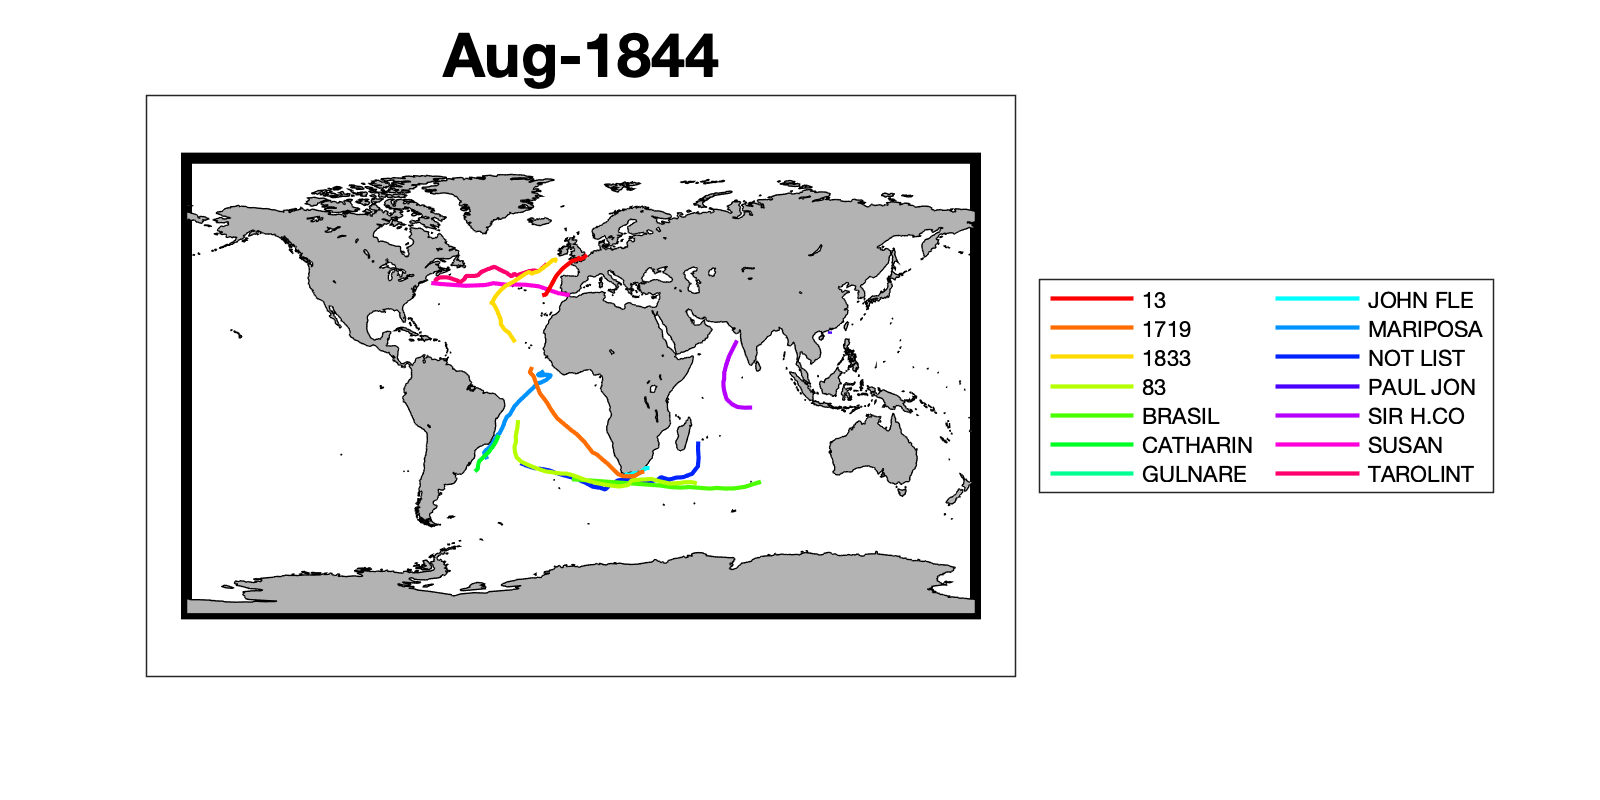 Aug-1844
13
1719
1833
83
BRASIL
CATHARIN
GULNARE
JOHN FLE
MARIPOSA
NOT LIST
PAUL JON
SIR H.CO
SUSAN
TAROLINT